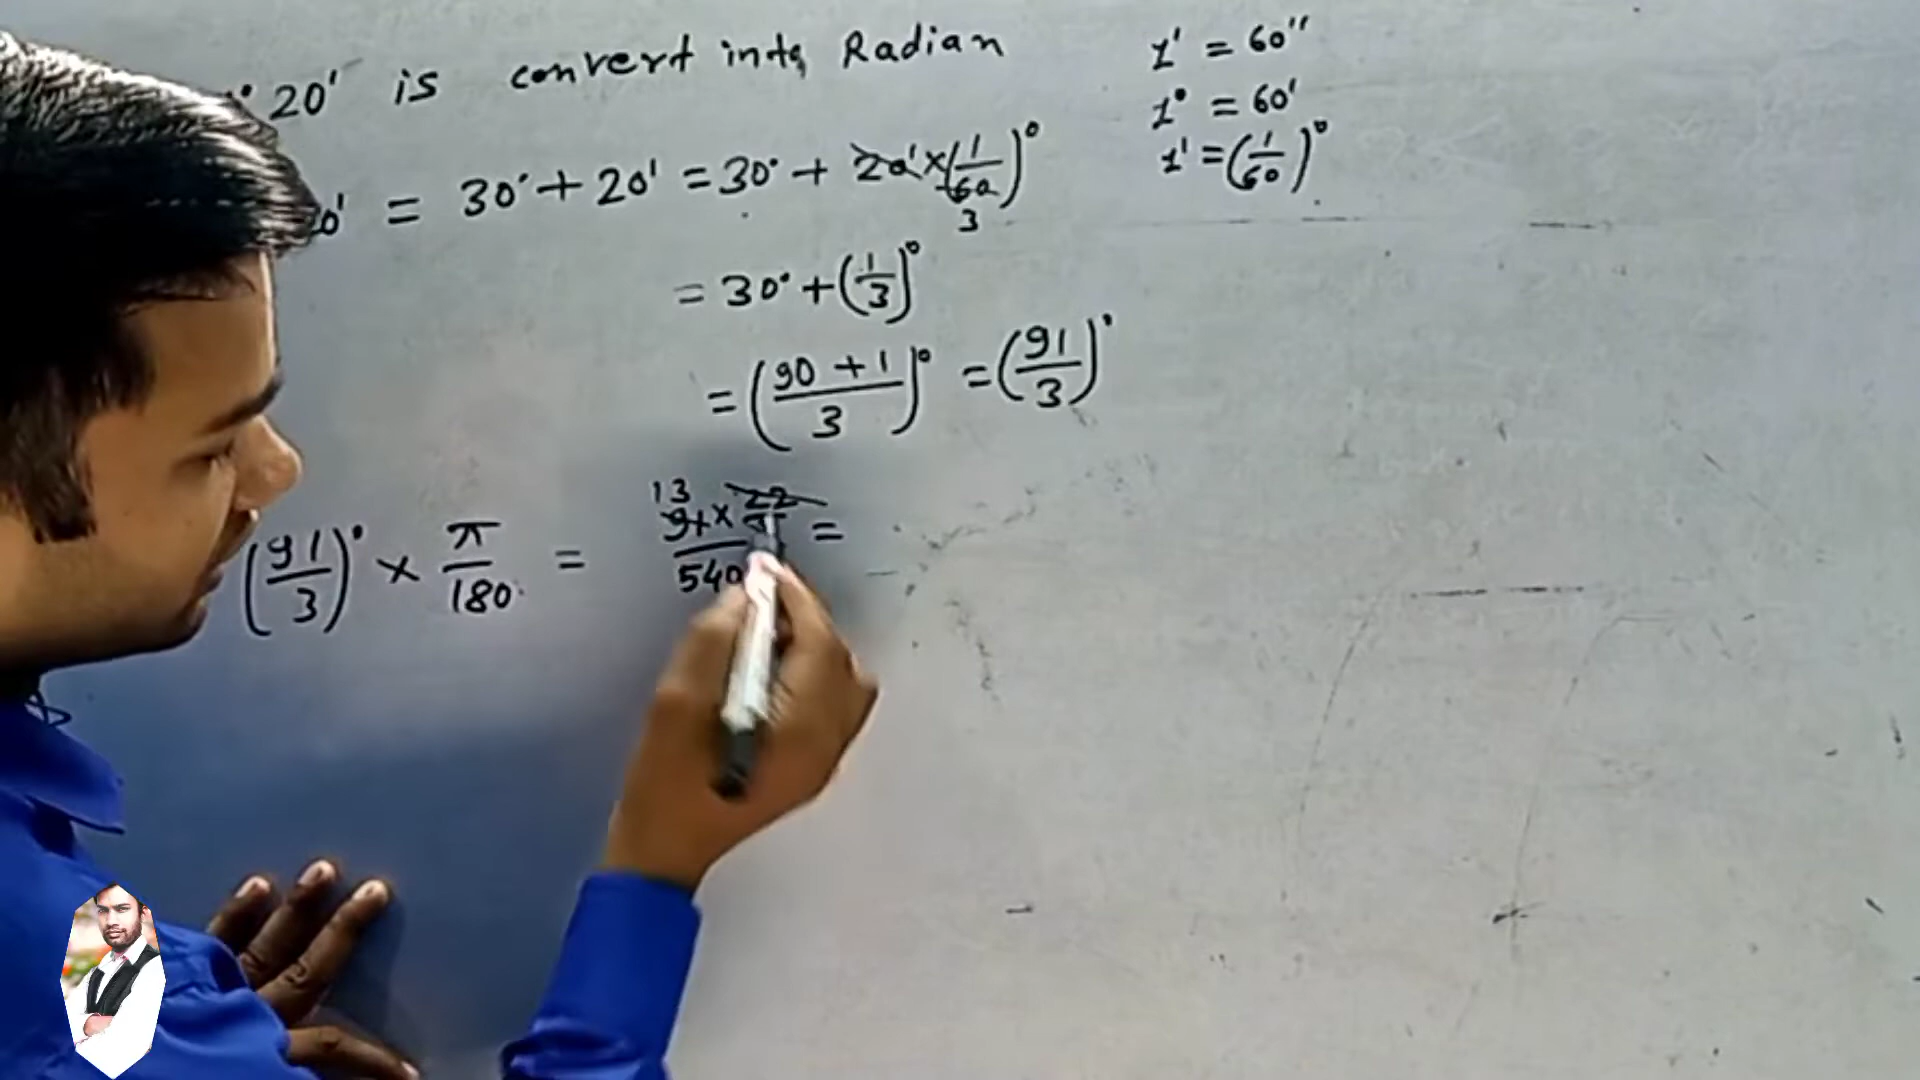 20' is convert into Radian
1' = 60"
1° = 60'
1' = (1/60)°
0' = 30° + 20' = 30° + 20' × (1/60)°
3
= 30° + (1/3)°
= (90 + 1 / 3)° = (91/3)°
13
(91/3)° × π/180 = 91 × 22 / 540 =